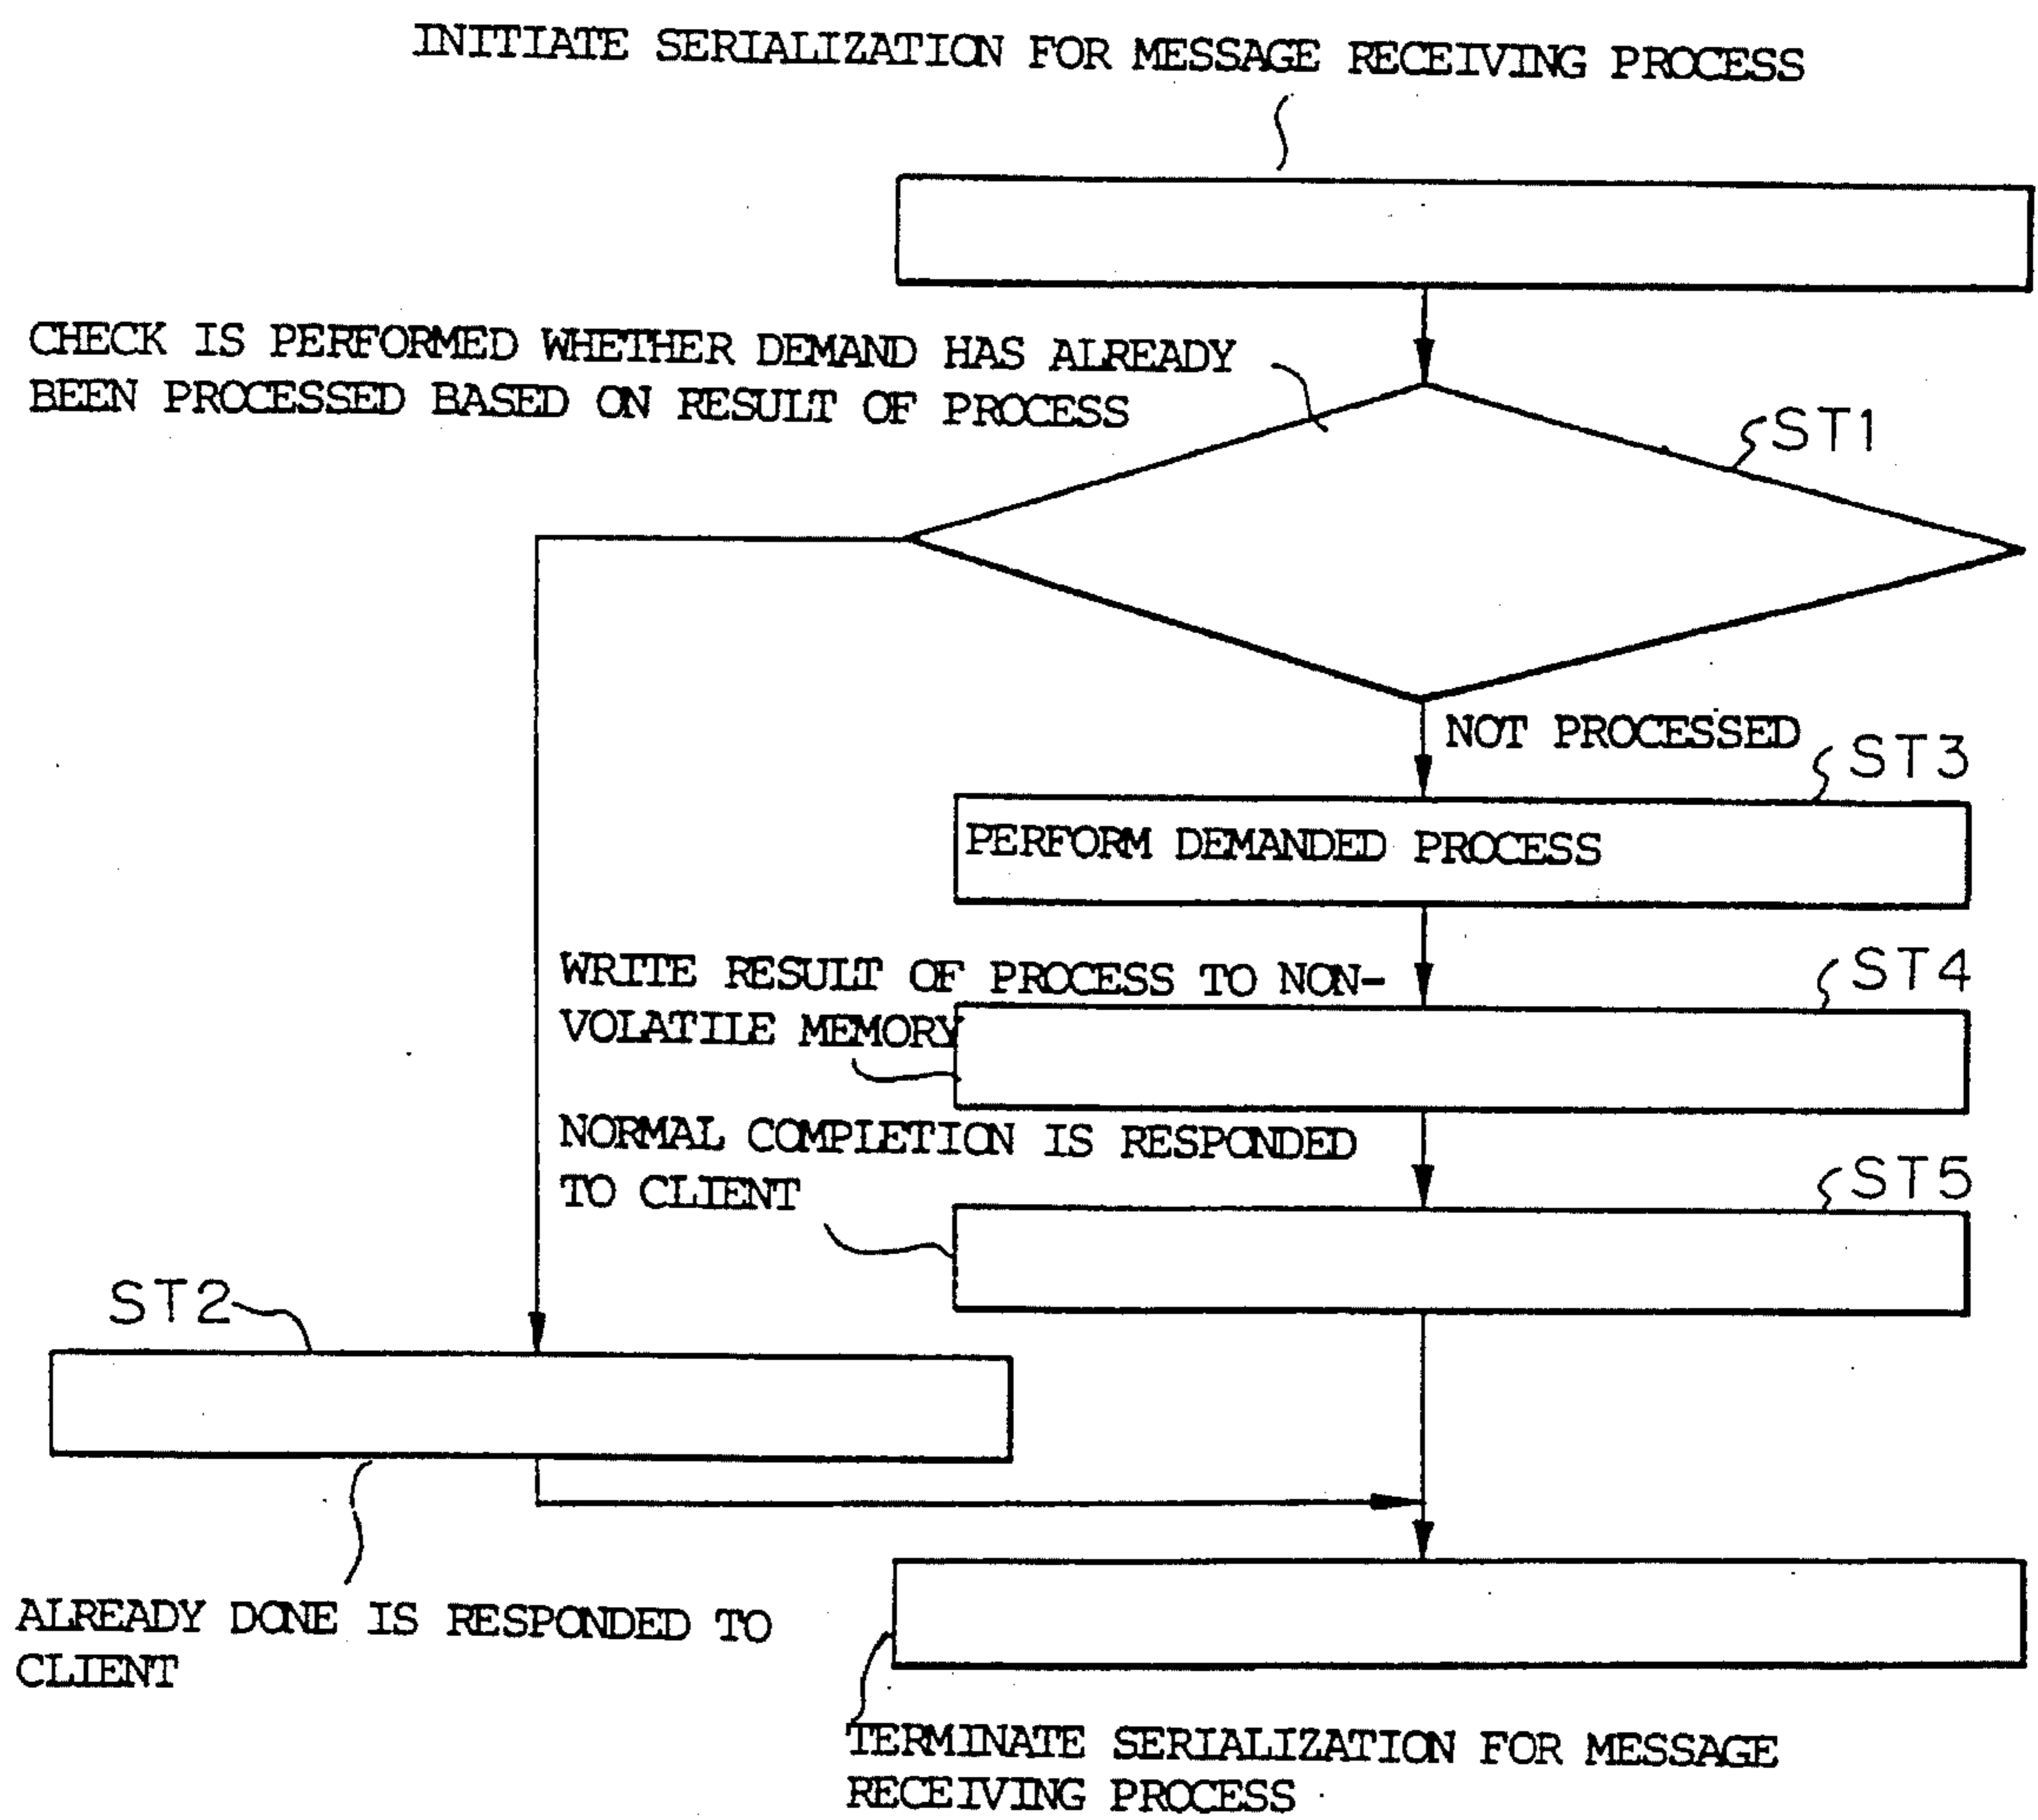 INITIATE SERIALIZATION FOR MESSAGE RECEIVING PROCESS
CHECK IS PERFORMED WHETHER DEMAND HAS ALREADY
BEEN PROCESSED BASED ON RESULT OF PROCESS
ST1
NOT PROCESSED
ST3
PERFORM DEMANDED PROCESS
ST4
WRITE RESULT OF PROCESS TO NON-
VOLATILE MEMORY
NORMAL COMPLETION IS RESPONDED
TO CLIENT
ST5
ST2
ALREADY DONE IS RESPONDED TO
CLIENT
TERMINATE SERIALIZATION FOR MESSAGE
RECEIVING PROCESS